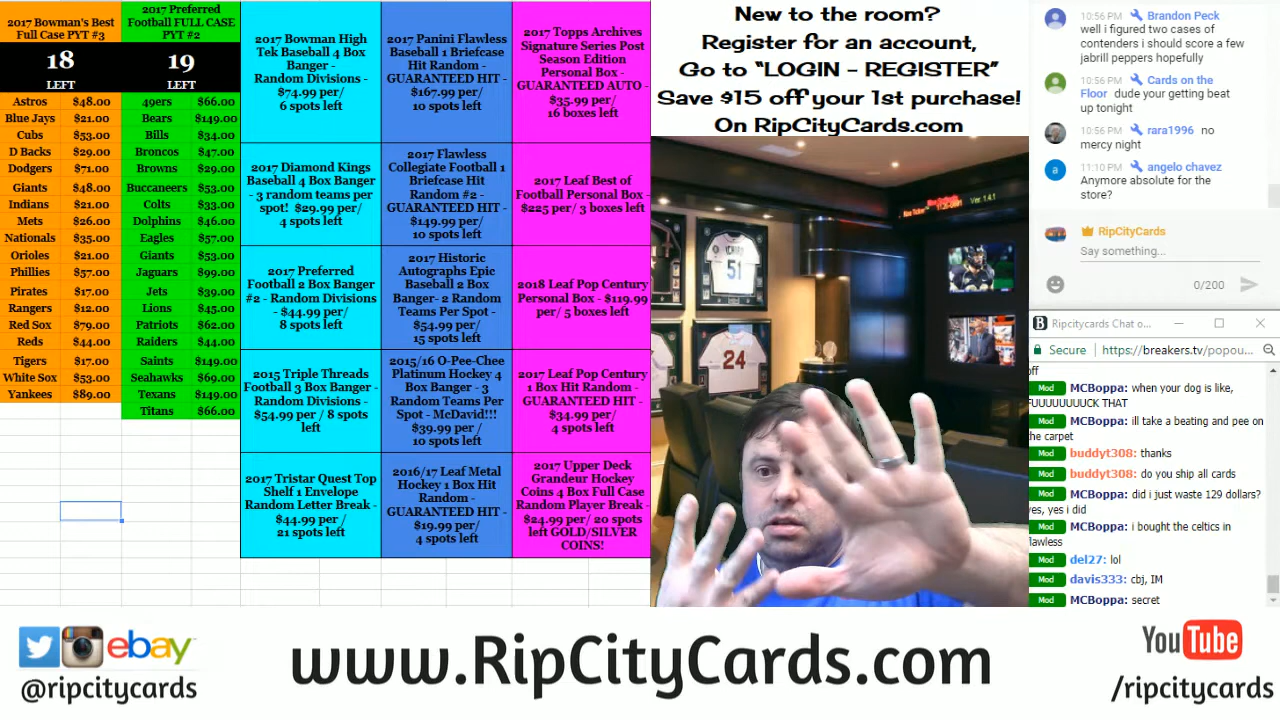 2017 Bowman's Best
Full Case PYT #3
18
LEFT
Astros $48.00
Blue Jays $21.00
Cubs $53.00
D Backs $29.00
Dodgers $71.00
Giants $48.00
Indians $21.00
Mets $26.00
Nationals $35.00
Orioles $21.00
Phillies $57.00
Pirates $17.00
Rangers $12.00
Red Sox $79.00
Reds $44.00
Tigers $17.00
White Sox $53.00
Yankees $89.00
2017 Preferred
Football FULL CASE
PYT #2
19
LEFT
49ers $66.00
Bears $149.00
Bills $34.00
Broncos $47.00
Browns $29.00
Buccaneers $53.00
Colts $33.00
Dolphins $46.00
Eagles $57.00
Giants $53.00
Jaguars $99.00
Jets $39.00
Lions $45.00
Patriots $62.00
Raiders $44.00
Saints $149.00
Seahawks $69.00
Texans $149.00
Titans $66.00
2017 Bowman High
Tek Baseball 4 Box
Banger -
Random Divisions -
$74.99 per/
6 spots left
2017 Diamond Kings
Baseball 4 Box Banger
- 3 random teams per
spot! $29.99 per/
4 spots left
2017 Preferred
Football 2 Box Banger
#2 - Random Divisions
- $44.99 per/
8 spots left
2015 Triple Threads
Football 3 Box Banger -
Random Divisions -
$54.99 per / 8 spots
left
2017 Tristar Quest Top
Shelf 1 Envelope
Random Letter Break -
$44.99 per /
21 spots left
2017 Panini Flawless
Baseball 1 Briefcase
Hit Random -
GUARANTEED HIT -
$167.99 per/
10 spots left
2017 Flawless
Collegiate Football 1
Briefcase Hit
Random #2 -
GUARANTEED HIT -
$149.99 per/
10 spots left
2017 Historic
Autographs Epic
Baseball 2 Box
Banger- 2 Random
Teams Per Spot -
$54.99 per/
15 spots left
2015/16 O-Pee-Chee
Platinum Hockey 4
Box Banger - 3
Random Teams Per
Spot - McDavid!!!
$39.99 per/
10 spots left
2016/17 Leaf Metal
Hockey 1 Box Hit
Random -
GUARANTEED HIT -
$19.99 per/
4 spots left
2017 Topps Archives
Signature Series Post
Season Edition
Personal Box -
GUARANTEED AUTO -
$35.99 per/
16 boxes left
2017 Leaf Best of
Football Personal Box -
$225 per/ 3 boxes left
2018 Leaf Pop Century
Personal Box - $119.99
per/ 5 boxes left
2017 Leaf Pop Century
1 Box Hit Random -
GUARANTEED HIT -
$34.99 per/
4 spots left
2017 Upper Deck
Grandeur Hockey
Coins 4 Box Full Case
Random Player Break -
$24.99 per/ 20 spots
left GOLD/SILVER
COINS!
New to the room?
Register for an account,
Go to "LOGIN - REGISTER"
Save $15 off your 1st purchase!
On RipCityCards.com
Ver. 1.4.1
51
24
10:56 PM Brandon Peck
well i figured two cases of
contenders i should score a few
jabrill peppers hopefully
10:56 PM Cards on the
Floor dude your getting beat
up tonight
10:56 PM rara1996 no
mercy night
a
11:10 PM angelo chavez
Anymore absolute for the
store?
RipCityCards
Say something...
0/200
B Ripcitycards Chat o...
Secure https://breakers.tv/popou...
off
Mod MCBoppa: when your dog is like,
FUUUUUUUUCK THAT
Mod MCBoppa: ill take a beating and pee on
the carpet
buddyt308: thanks
buddyt308: do you ship all cards
Mod MCBoppa: did i just waste 129 dollars?
yes, yes i did
Mod MCBoppa: i bought the celtics in
flawless
Mod del27: lol
Mod davis333: cbj, IM
Mod MCBoppa: secret
ebay
@ripcitycards
www.RipCityCards.com
YouTube
/ripcitycards